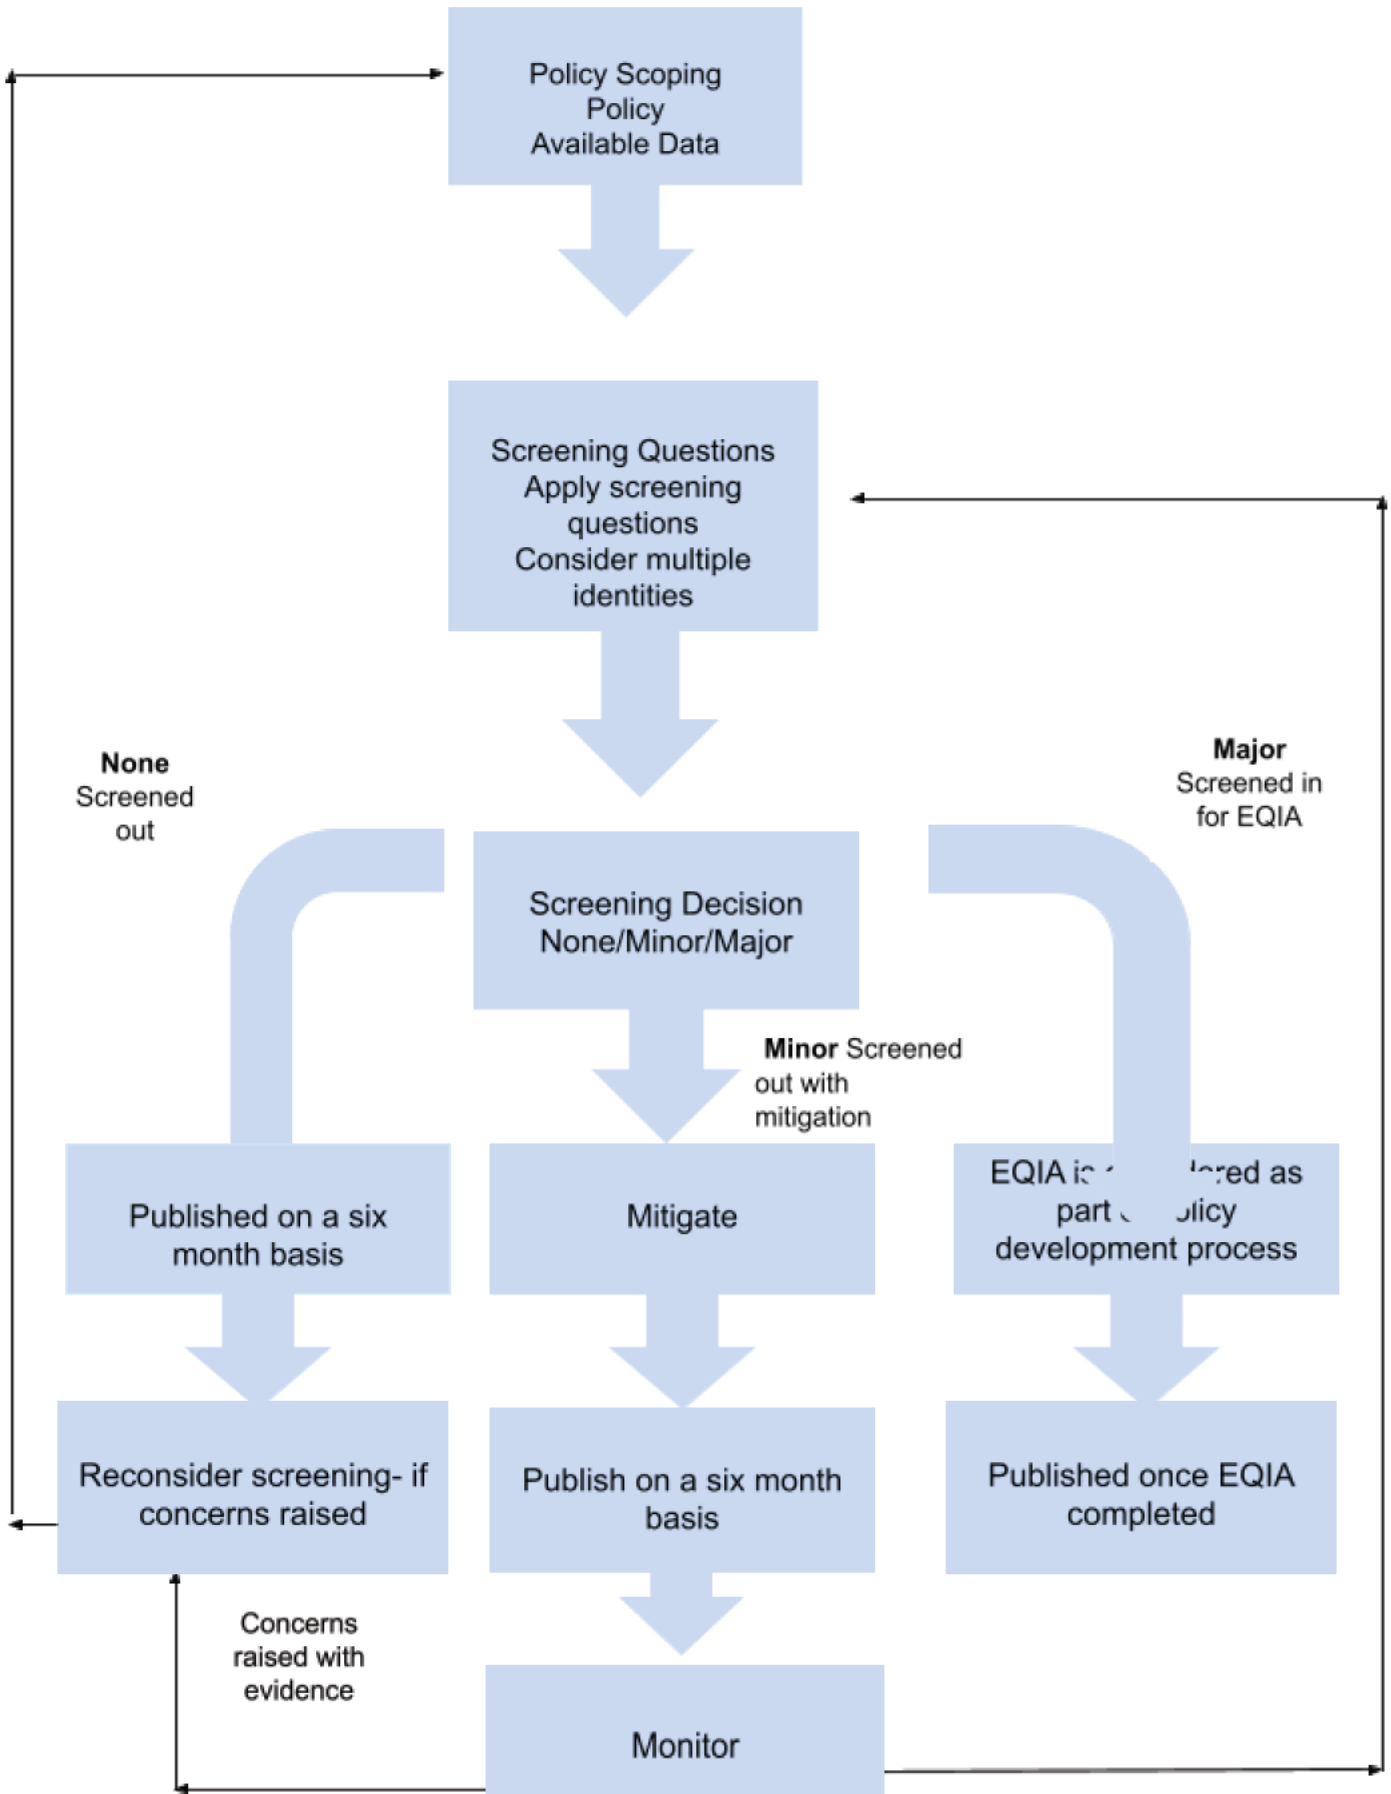 Policy Scoping
Policy
Available Data
Screening Questions
Apply screening
questions
Consider multiple
identities
None
Screened
out
Major
Screened in
for EQIA
Screening Decision
None/Minor/Major
Minor Screened
out with
mitigation
Published on a six
month basis
Mitigate
EQIA as
part
development process
Reconsider screening- if
concerns raised
Publish on a six month
basis
Published once EQIA
completed
Concerns
raised with
evidence
Monitor